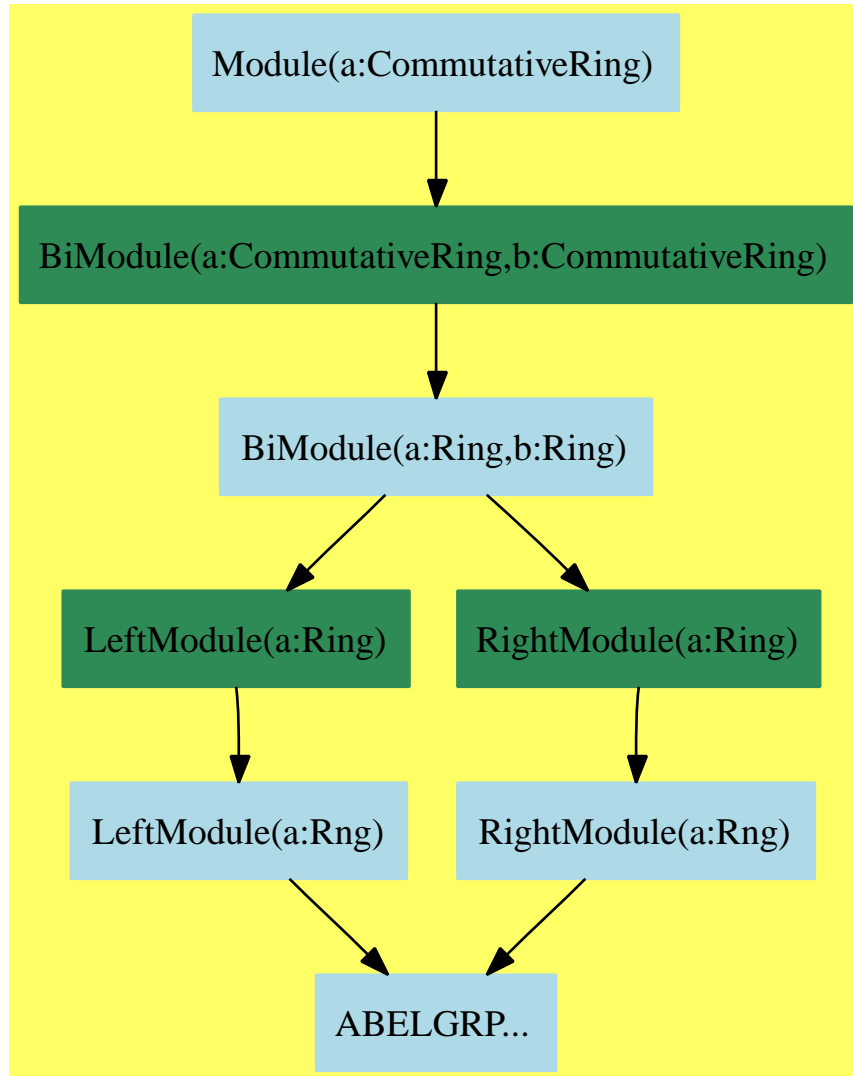 Module(a:CommutativeRing)
BiModule(a:CommutativeRing,b:CommutativeRing)
BiModule(a:Ring,b:Ring)
LeftModule(a:Ring)
RightModule(a:Ring)
LeftModule(a:Rng)
RightModule(a:Rng)
ABELGRP...